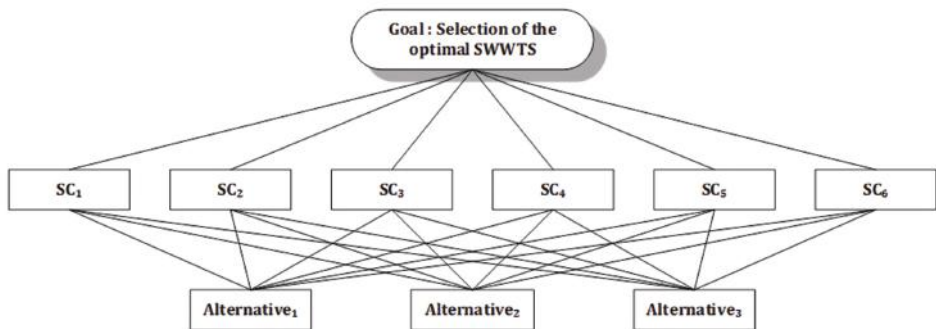 Goal : Selection of the
optimal SWWTS
SC₁ SC₂ SC₃ SC₄ SC₅ SC₆
Alternative₁ Alternative₂ Alternative₃